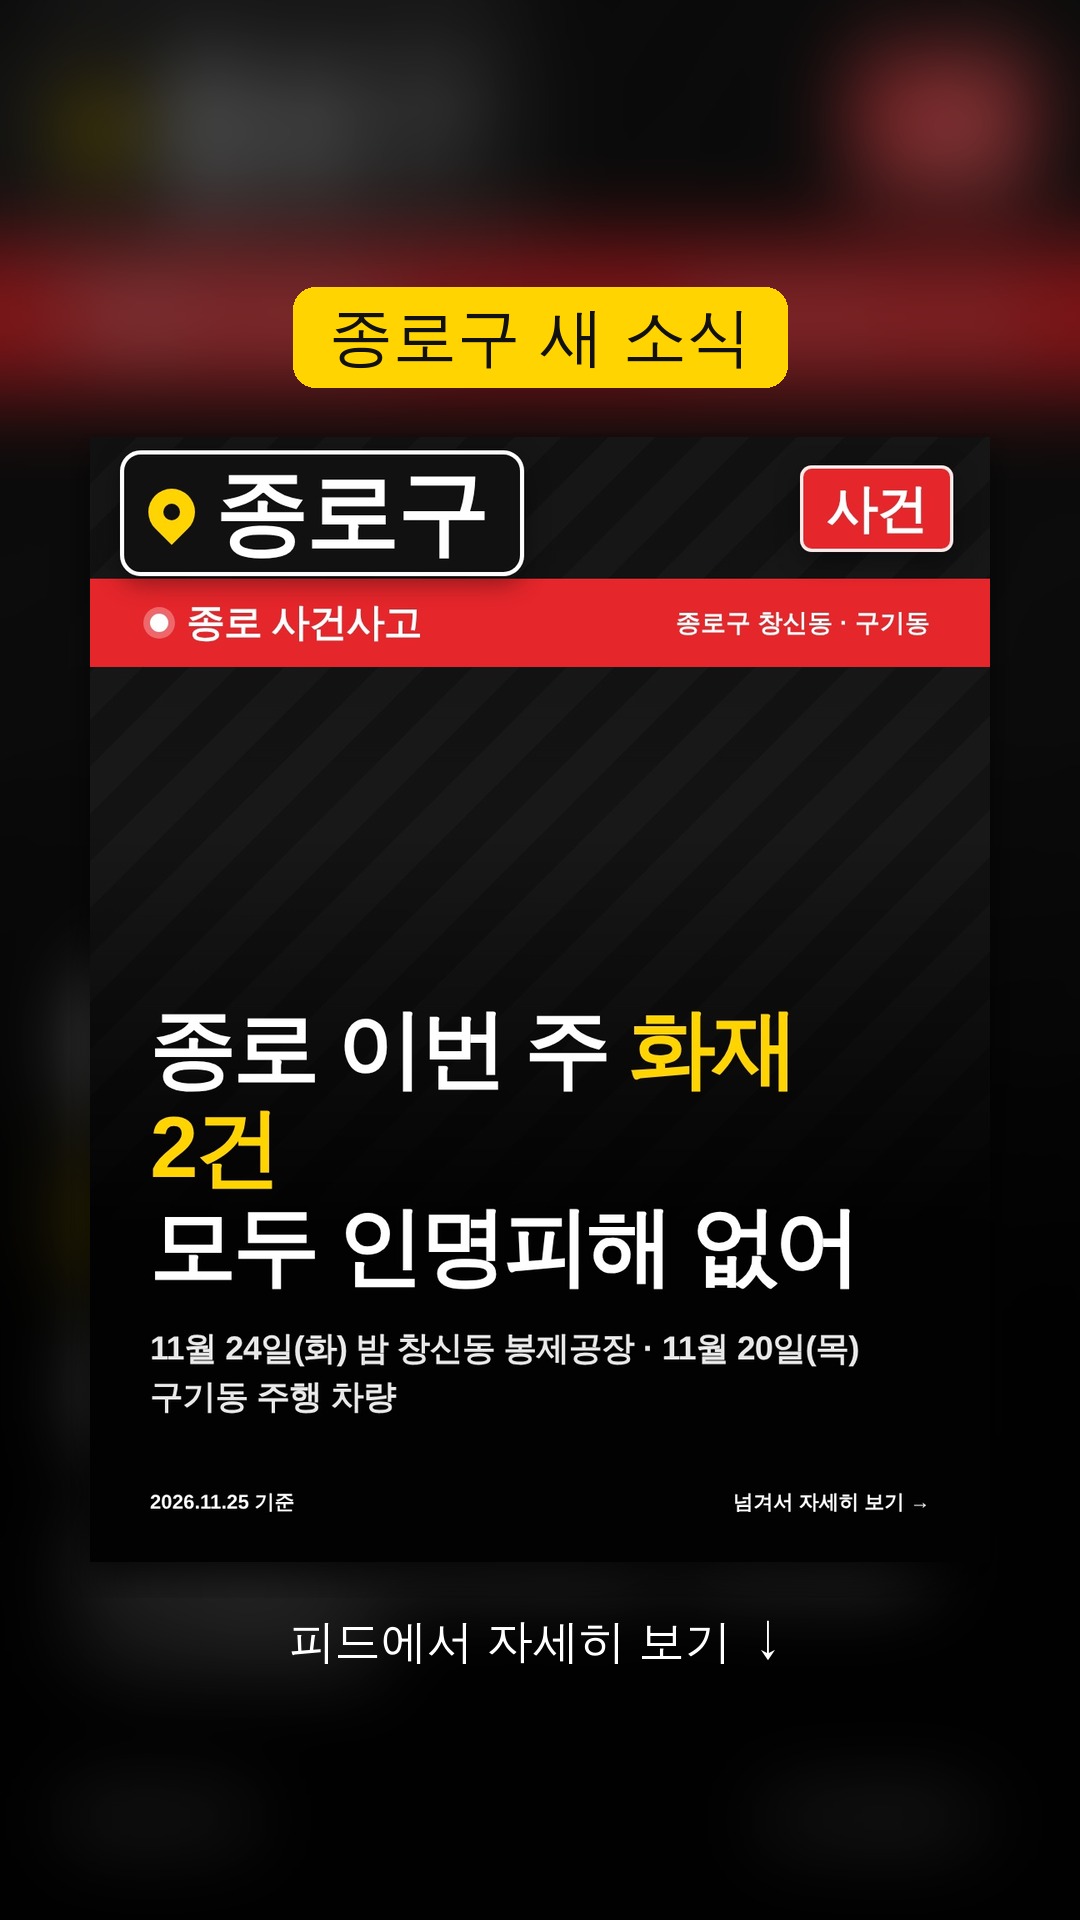 종로구 새 소식
종로구
사건
종로 사건사고
종로구 창신동 · 구기동
종로 이번 주 화재
2건
모두 인명피해 없어
11월 24일(화) 밤 창신동 봉제공장 · 11월 20일(목)
구기동 주행 차량
2026.11.25 기준
넘겨서 자세히 보기 →
피드에서 자세히 보기 ↓